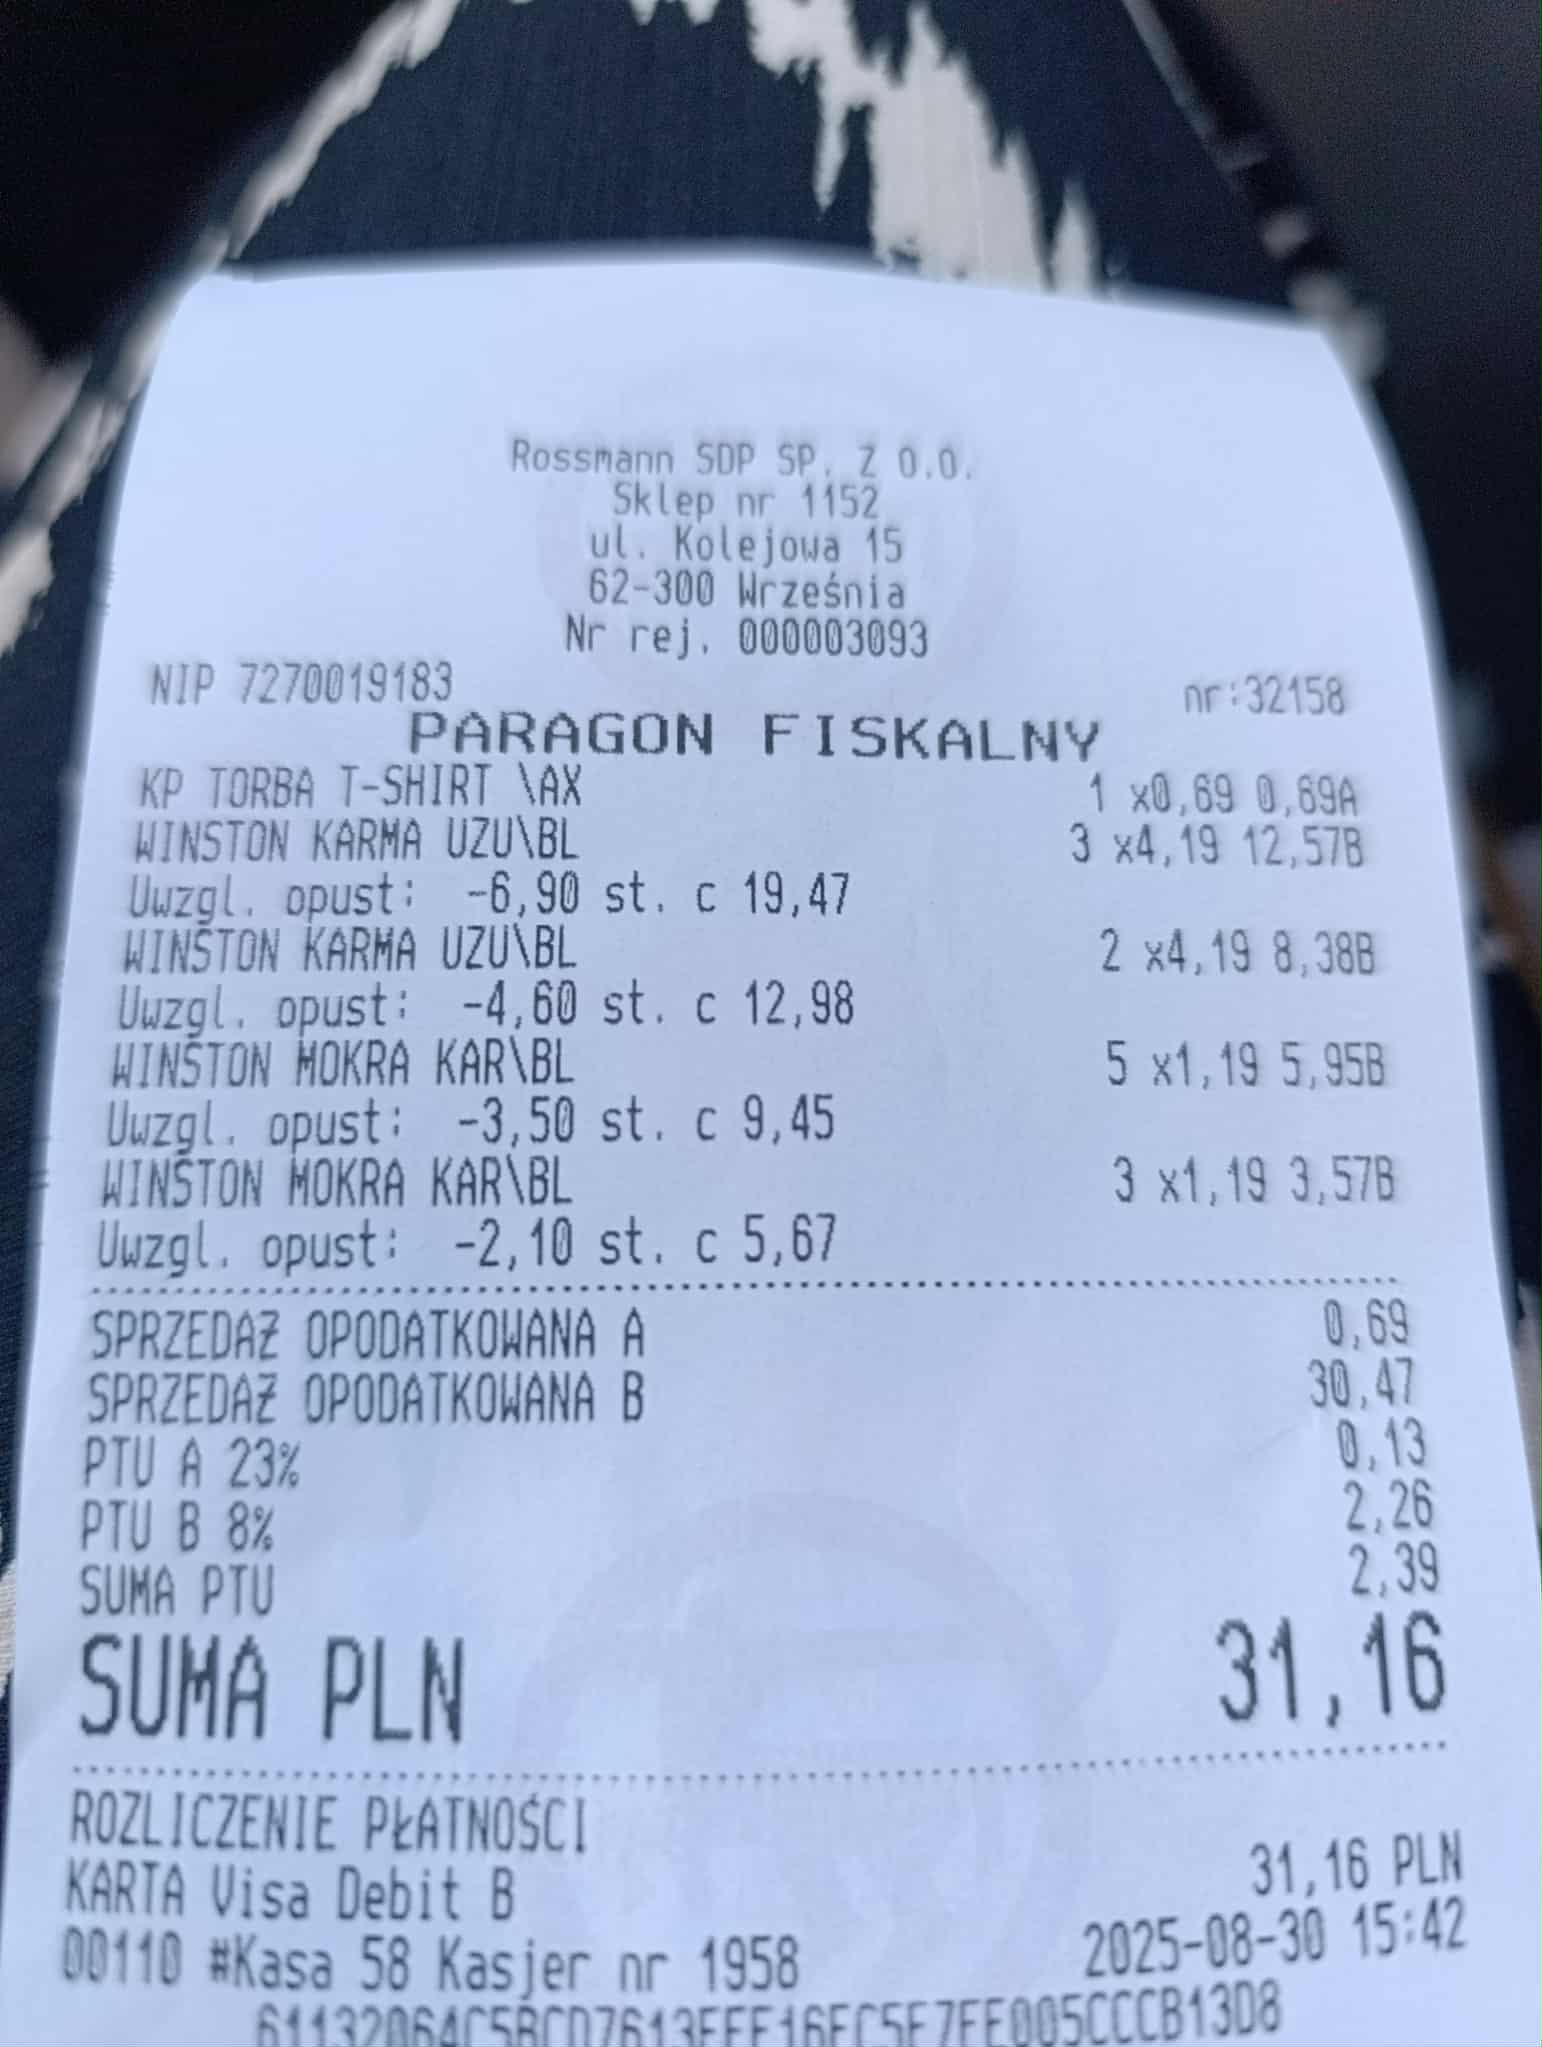 Rossmann SDP SP. Z O.O.
Sklep nr 1152
ul. Kolejowa 15
62-300 Września
Nr rej. 000003093
NIP 7270019183 nr:32158
PARAGON FISKALNY
KP TORBA T-SHIRT \AX 1 x0,69 0,69A
WINSTON KARMA UZU\BL 3 x4,19 12,57B
Uwzgl. opust: -6,90 st. c 19,47
WINSTON KARMA UZU\BL 2 x4,19 8,38B
Uwzgl. opust: -4,60 st. c 12,98
WINSTON MOKRA KAR\BL 5 x1,19 5,95B
Uwzgl. opust: -3,50 st. c 9,45
WINSTON MOKRA KAR\BL 3 x1,19 3,57B
Uwzgl. opust: -2,10 st. c 5,67
SPRZEDAŻ OPODATKOWANA A 0,69
SPRZEDAŻ OPODATKOWANA B 30,47
PTU A 23% 0,13
PTU B 8% 2,26
SUMA PTU 2,39
SUMA PLN 31,16
ROZLICZENIE PŁATNOŚCI
KARTA Visa Debit B 31,16 PLN
00110 #Kasa 58 Kasjer nr 1958 2025-08-30 15:42